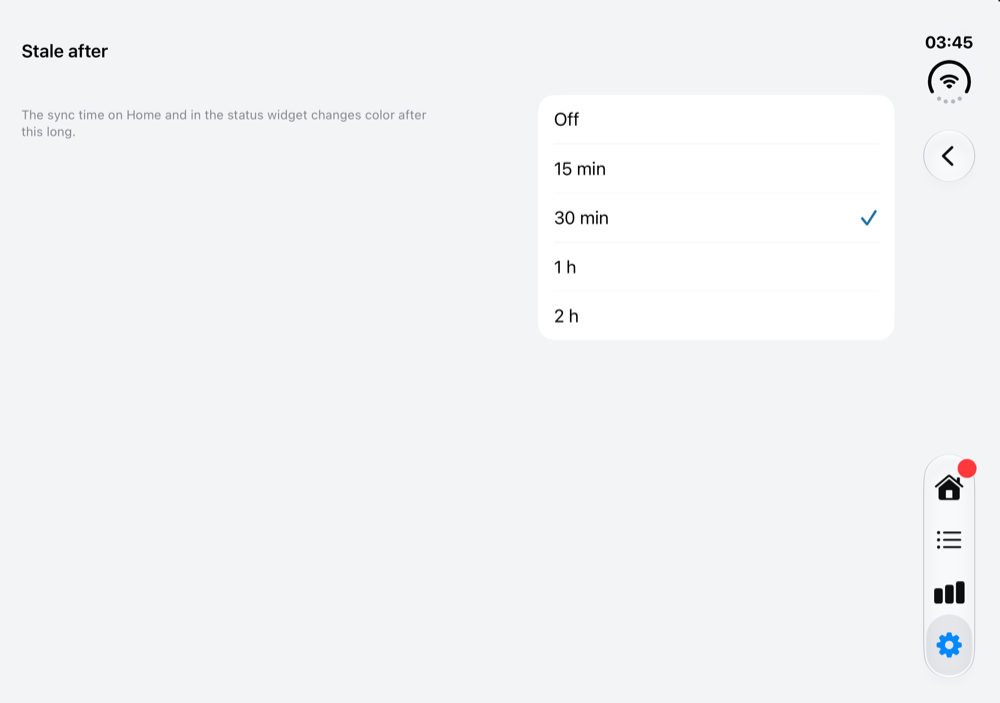 Stale after
03:45
The sync time on Home and in the status widget changes color after
this long.
Off
15 min
30 min
1 h
2 h